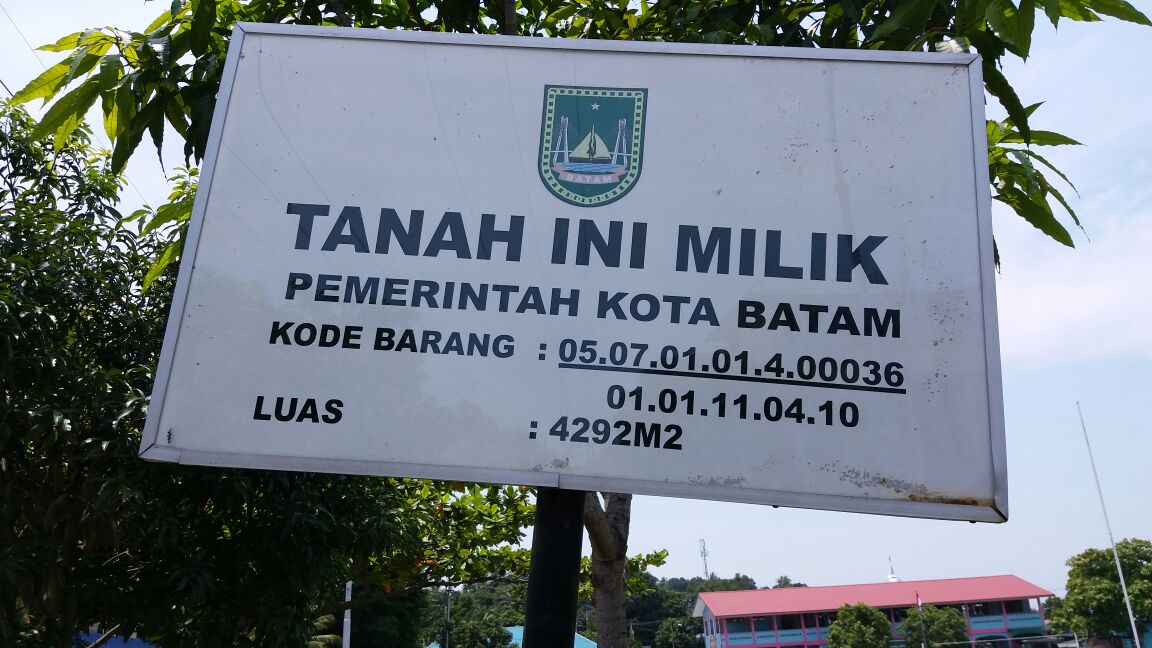 BATAM
TANAH INI MILIK
PEMERINTAH KOTA BATAM
KODE BARANG : 05.07.01.01.4.00036
01.01.11.04.10
LUAS : 4292M2